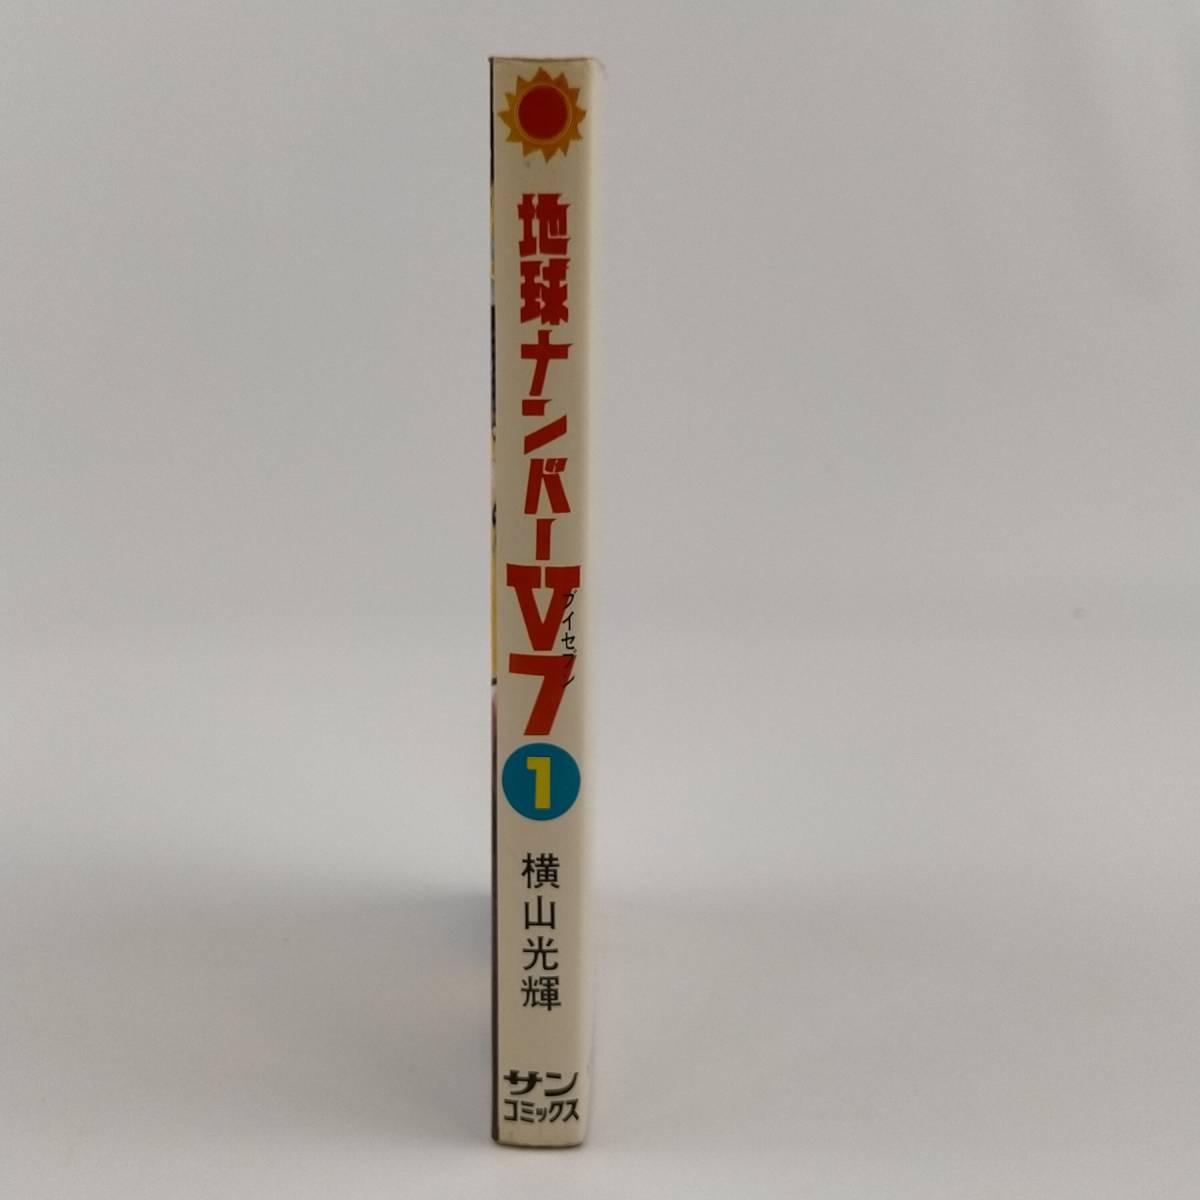 地球ナンバーV7
ブイセブン
1
横山光輝
サン
コミックス